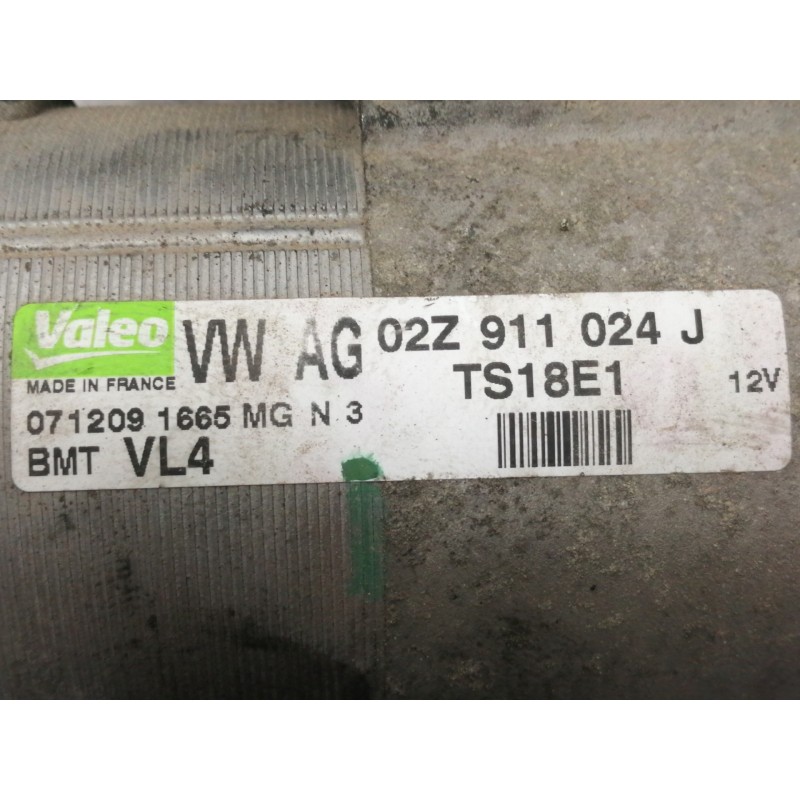 Valeo VW AG 02Z 911 024 J
MADE IN FRANCE TS18E1 12V
071209 1665 MG N 3
BMT VL4